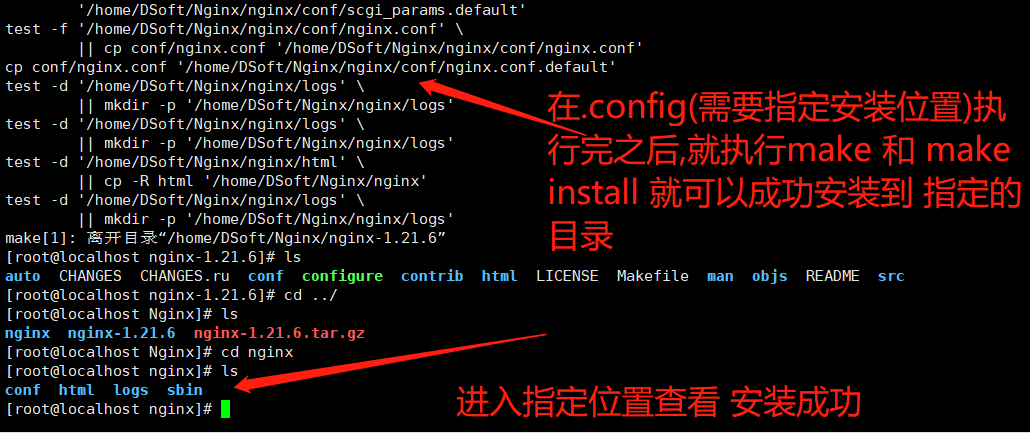 '/home/DSoft/Nginx/nginx/conf/scgi_params.default'
test -f '/home/DSoft/Nginx/nginx/conf/nginx.conf' \
|| cp conf/nginx.conf '/home/DSoft/Nginx/nginx/conf/nginx.conf'
cp conf/nginx.conf '/home/DSoft/Nginx/nginx/conf/nginx.conf.default'
test -d '/home/DSoft/Nginx/nginx/logs' \
|| mkdir -p '/home/DSoft/Nginx/nginx/logs'
test -d '/home/DSoft/Nginx/nginx/logs' \
|| mkdir -p '/home/DSoft/Nginx/nginx/logs'
test -d '/home/DSoft/Nginx/nginx/html' \
|| cp -R html '/home/DSoft/Nginx/nginx'
test -d '/home/DSoft/Nginx/nginx/logs' \
|| mkdir -p '/home/DSoft/Nginx/nginx/logs'
make[1]: 离开目录“/home/DSoft/Nginx/nginx-1.21.6”
[root@localhost nginx-1.21.6]# ls
auto CHANGES CHANGES.ru conf configure contrib html LICENSE Makefile man objs README src
[root@localhost nginx-1.21.6]# cd ../
[root@localhost Nginx]# ls
nginx nginx-1.21.6 nginx-1.21.6.tar.gz
[root@localhost Nginx]# cd nginx
[root@localhost nginx]# ls
conf html logs sbin
[root@localhost nginx]#
在.config(需要指定安装位置)执
行完之后,就执行make 和 make
install 就可以成功安装到 指定的
目录
进入指定位置查看 安装成功